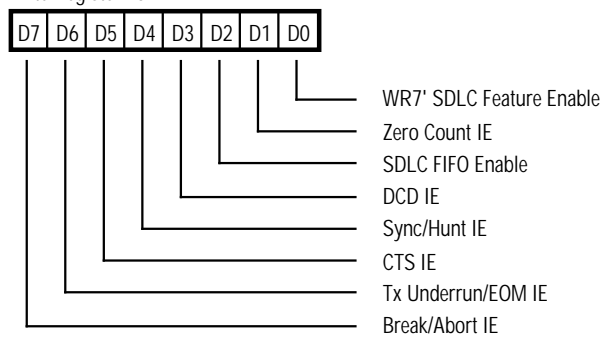 D7 D6 D5 D4 D3 D2 D1 D0
WR7' SDLC Feature Enable
Zero Count IE
SDLC FIFO Enable
DCD IE
Sync/Hunt IE
CTS IE
Tx Underrun/EOM IE
Break/Abort IE